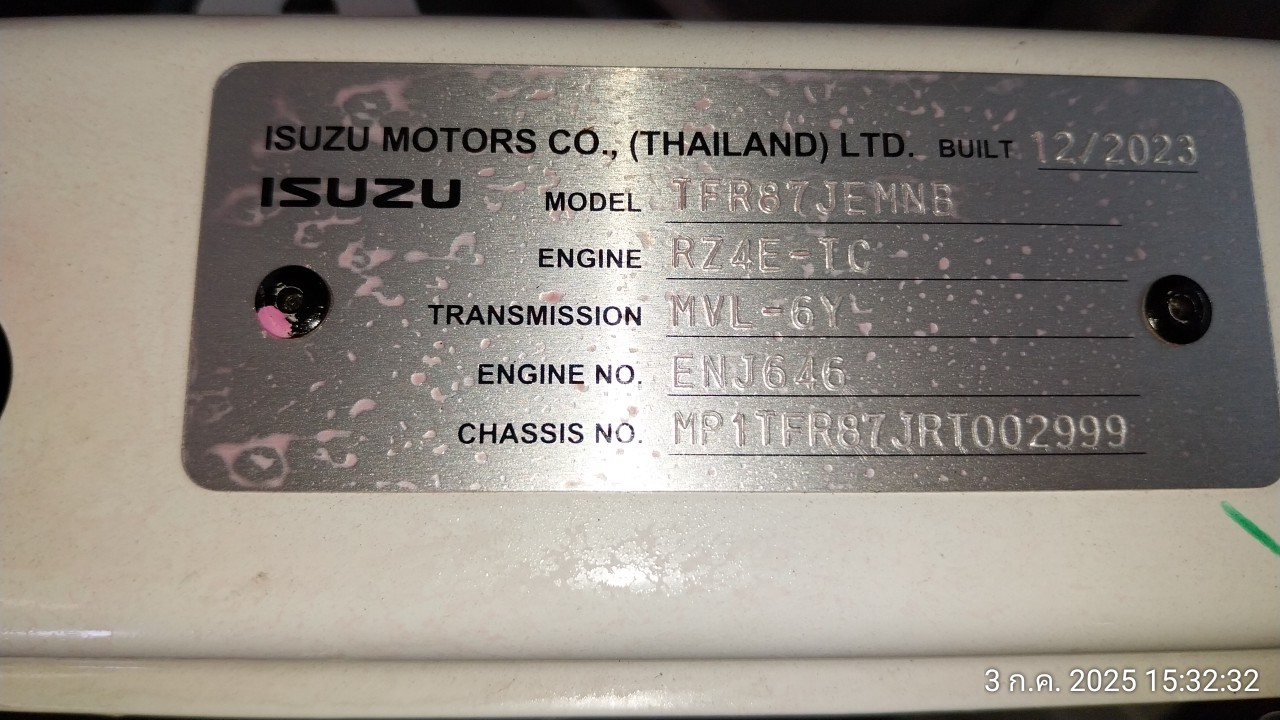 ISUZU MOTORS CO., (THAILAND) LTD. BUILT 12/2023
ISUZU MODEL TFR87JEMNB
ENGINE RZ4E-TC
TRANSMISSION MVL-6Y
ENGINE NO. ENJ646
CHASSIS NO. MP1TFR87JRT002999
3 ก.ค. 2025 15:32:32